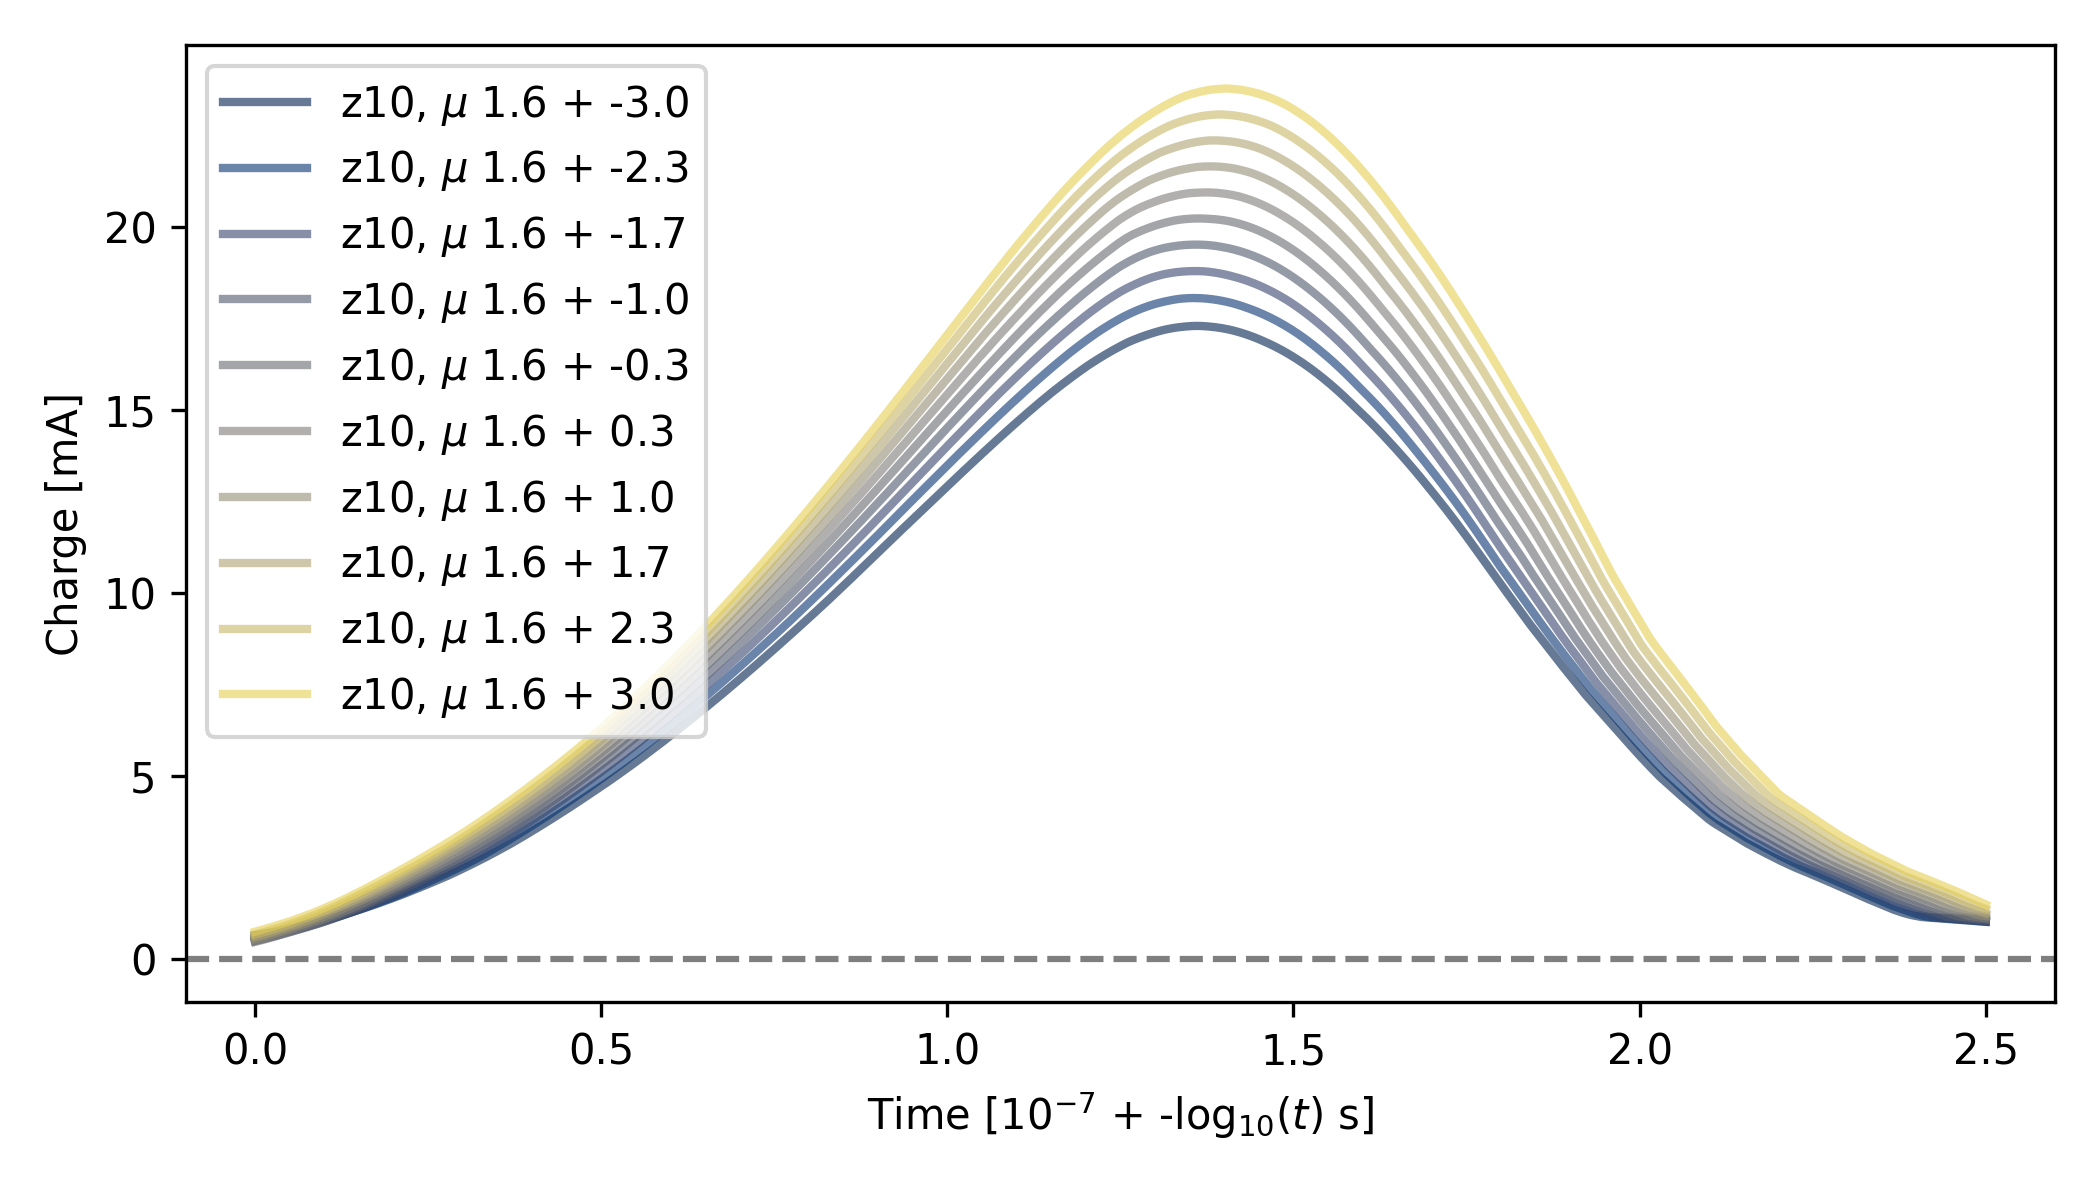 z10, μ 1.6 + -3.0
z10, μ 1.6 + -2.3
z10, μ 1.6 + -1.7
z10, μ 1.6 + -1.0
z10, μ 1.6 + -0.3
z10, μ 1.6 + 0.3
z10, μ 1.6 + 1.0
z10, μ 1.6 + 1.7
z10, μ 1.6 + 2.3
z10, μ 1.6 + 3.0
Charge [mA]
20
15
10
5
0
0.0 0.5 1.0 1.5 2.0 2.5
Time [10⁻⁷ + -log₁₀(t) s]